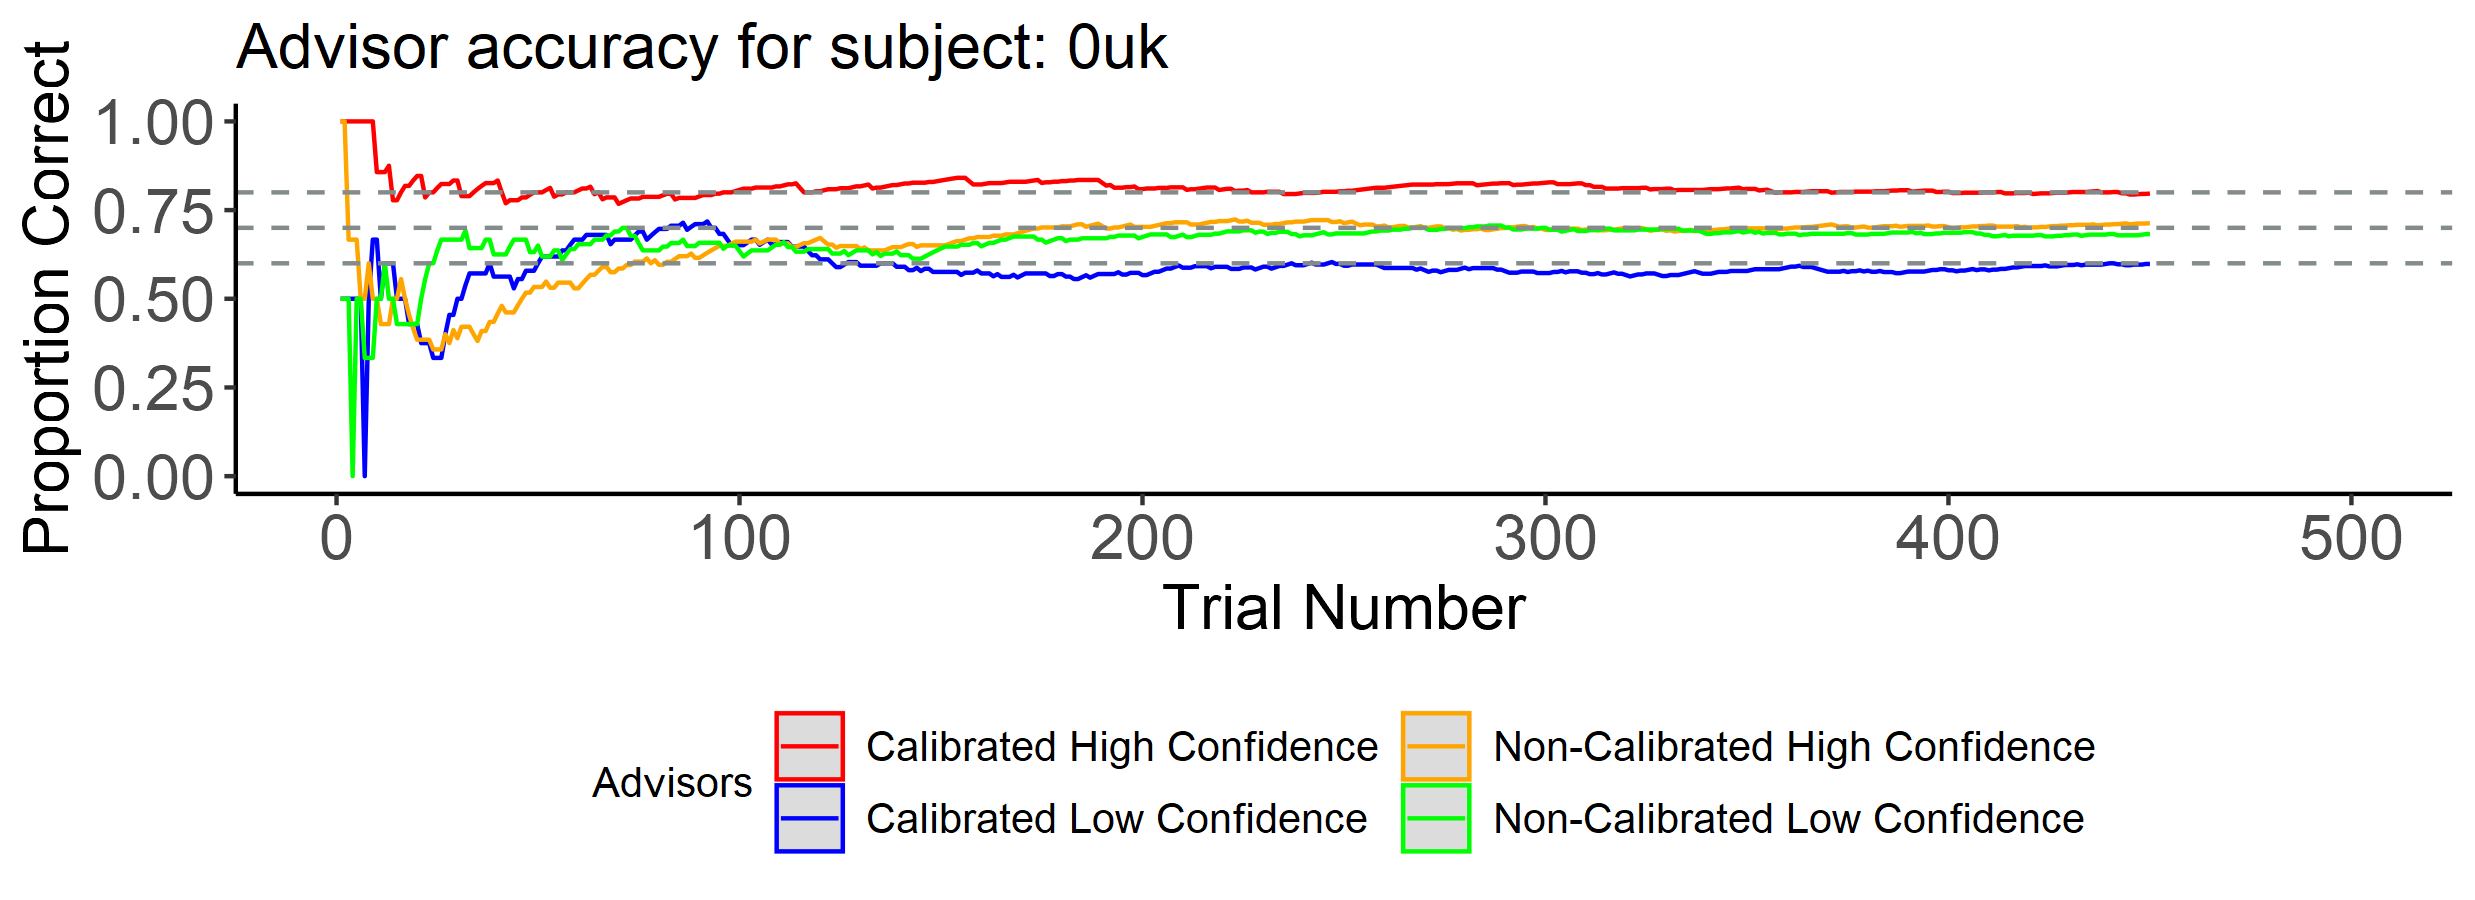 Advisor accuracy for subject: 0uk
Proportion Correct
1.00
0.75
0.50
0.25
0.00
0 100 200 300 400 500
Trial Number
Advisors
Calibrated High Confidence
Calibrated Low Confidence
Non-Calibrated High Confidence
Non-Calibrated Low Confidence